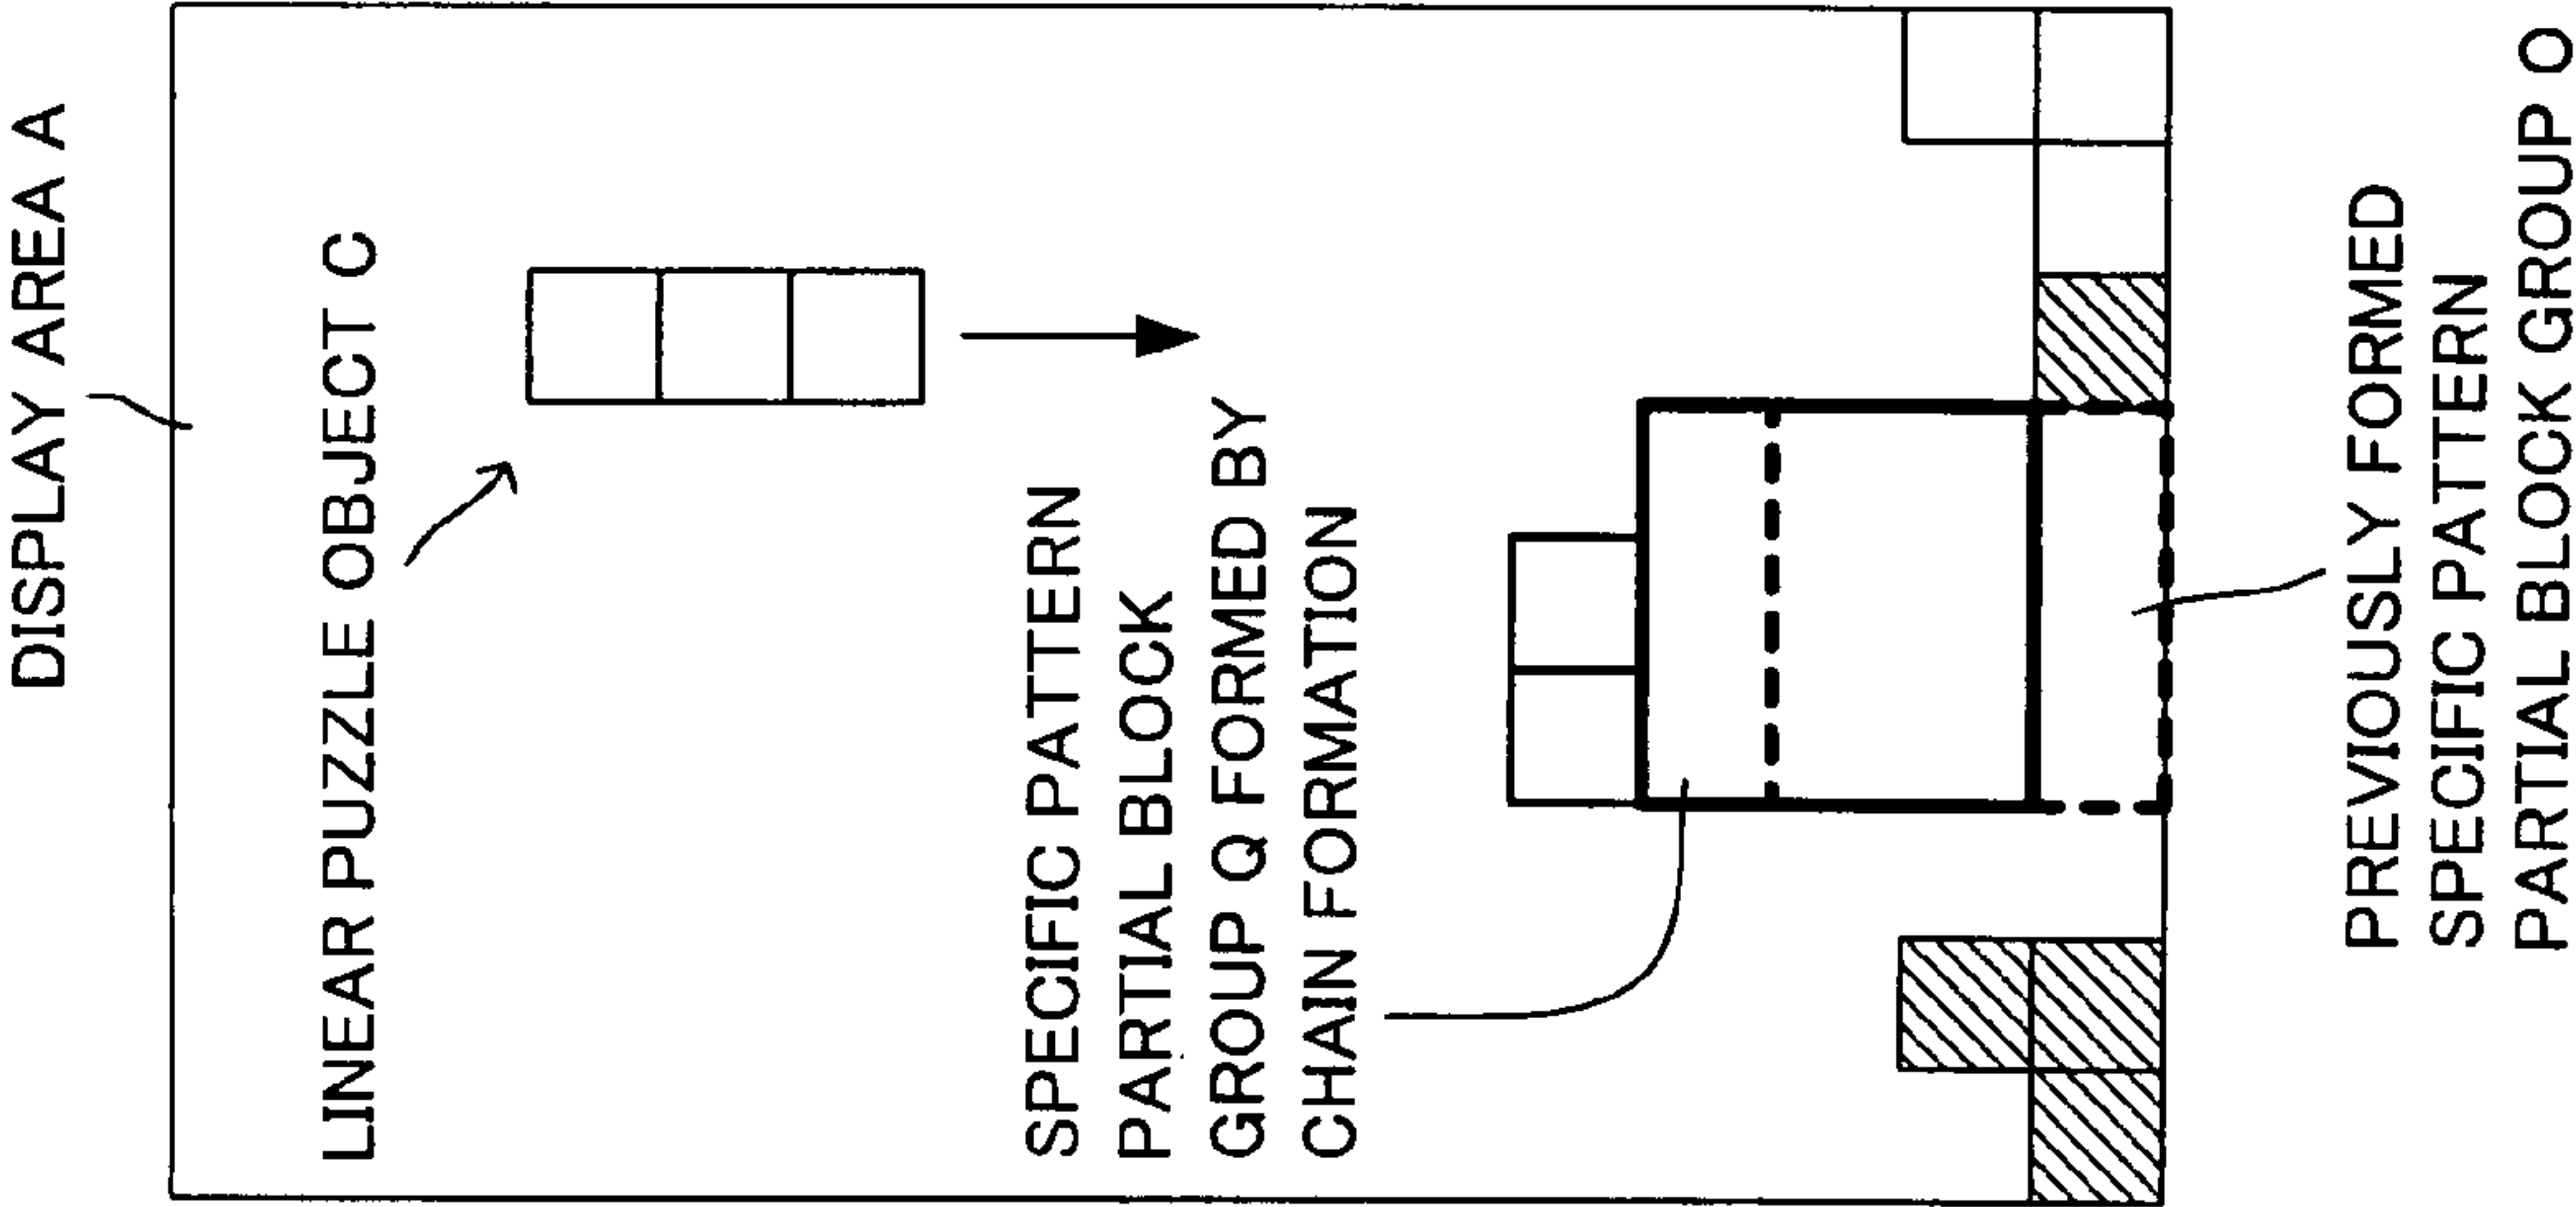 DISPLAY AREA A
LINEAR PUZZLE OBJECT C
SPECIFIC PATTERN
PARTIAL BLOCK
GROUP Q FORMED BY
CHAIN FORMATION
PREVIOUSLY FORMED
SPECIFIC PATTERN
PARTIAL BLOCK GROUP O